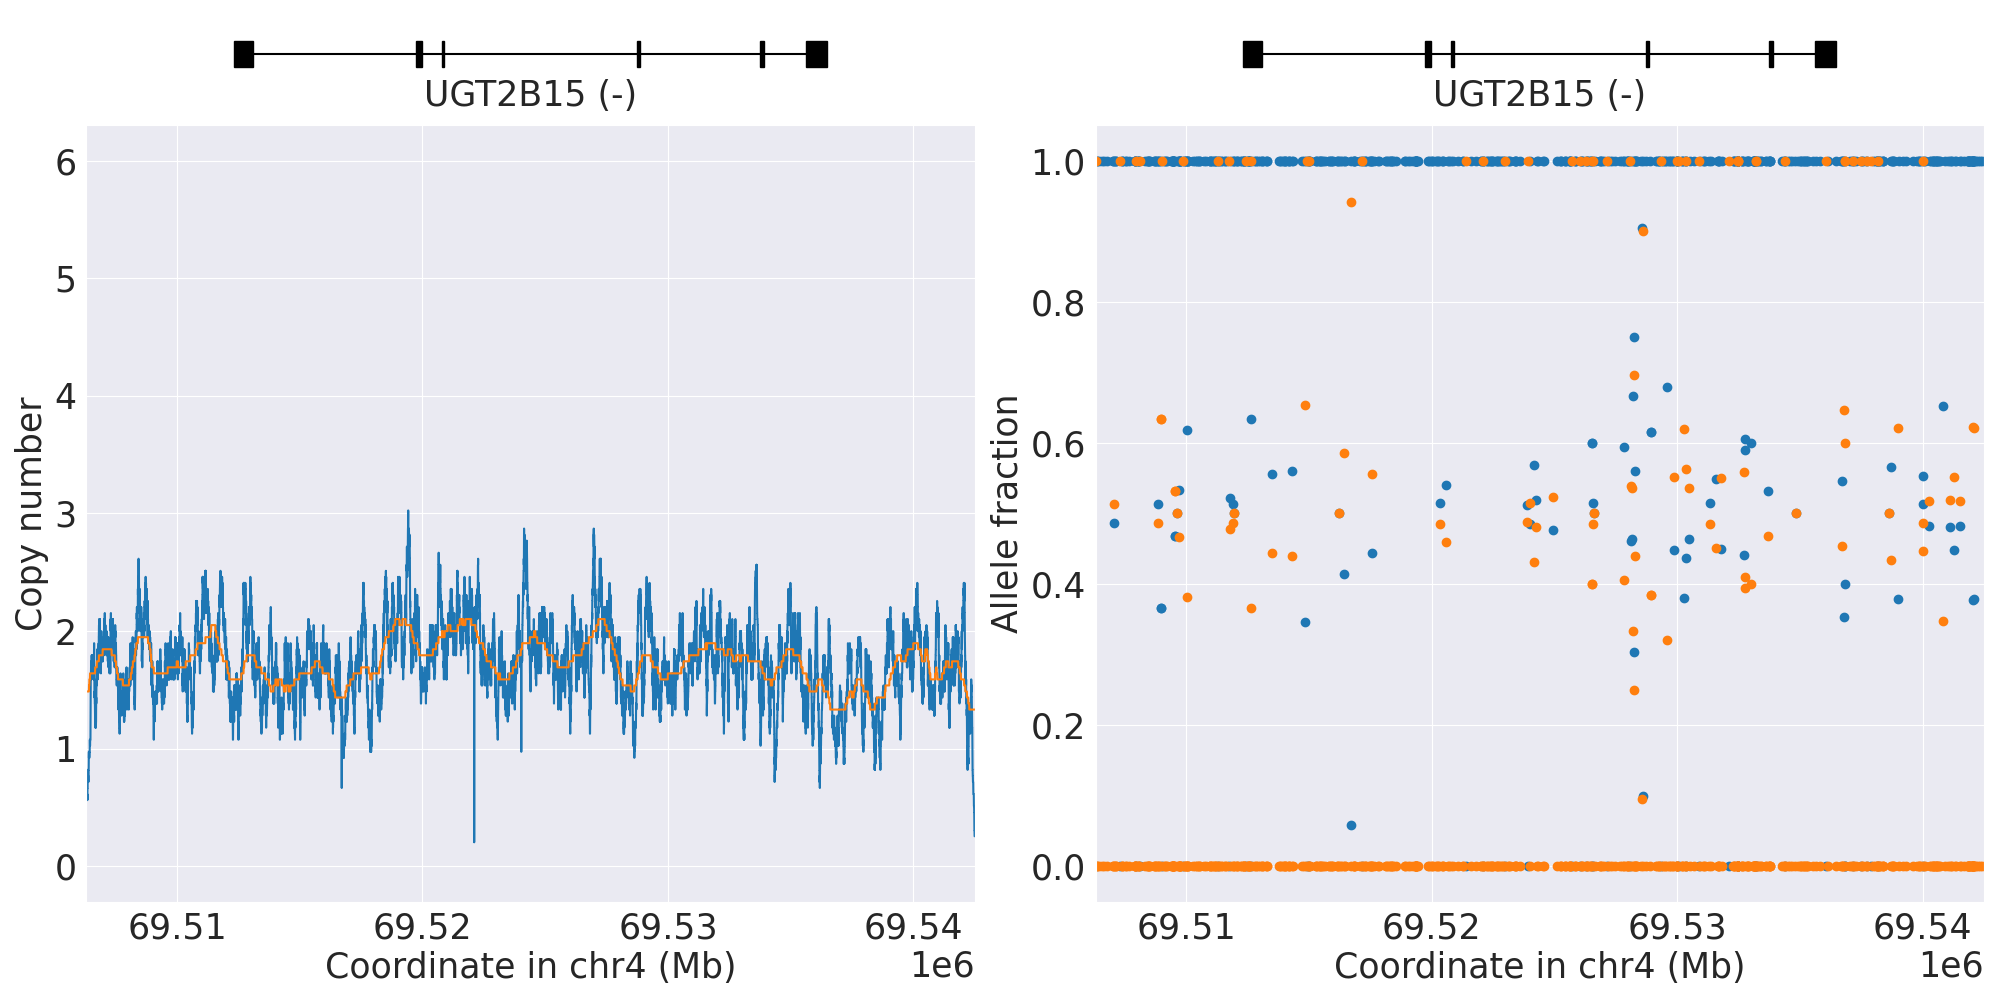 UGT2B15 (-)
6
5
4
3
2
1
0
Copy number
69.51 69.52 69.53 69.54
Coordinate in chr4 (Mb)
1e6
UGT2B15 (-)
1.0
0.8
0.6
0.4
0.2
0.0
Allele fraction
69.51 69.52 69.53 69.54
Coordinate in chr4 (Mb)
1e6